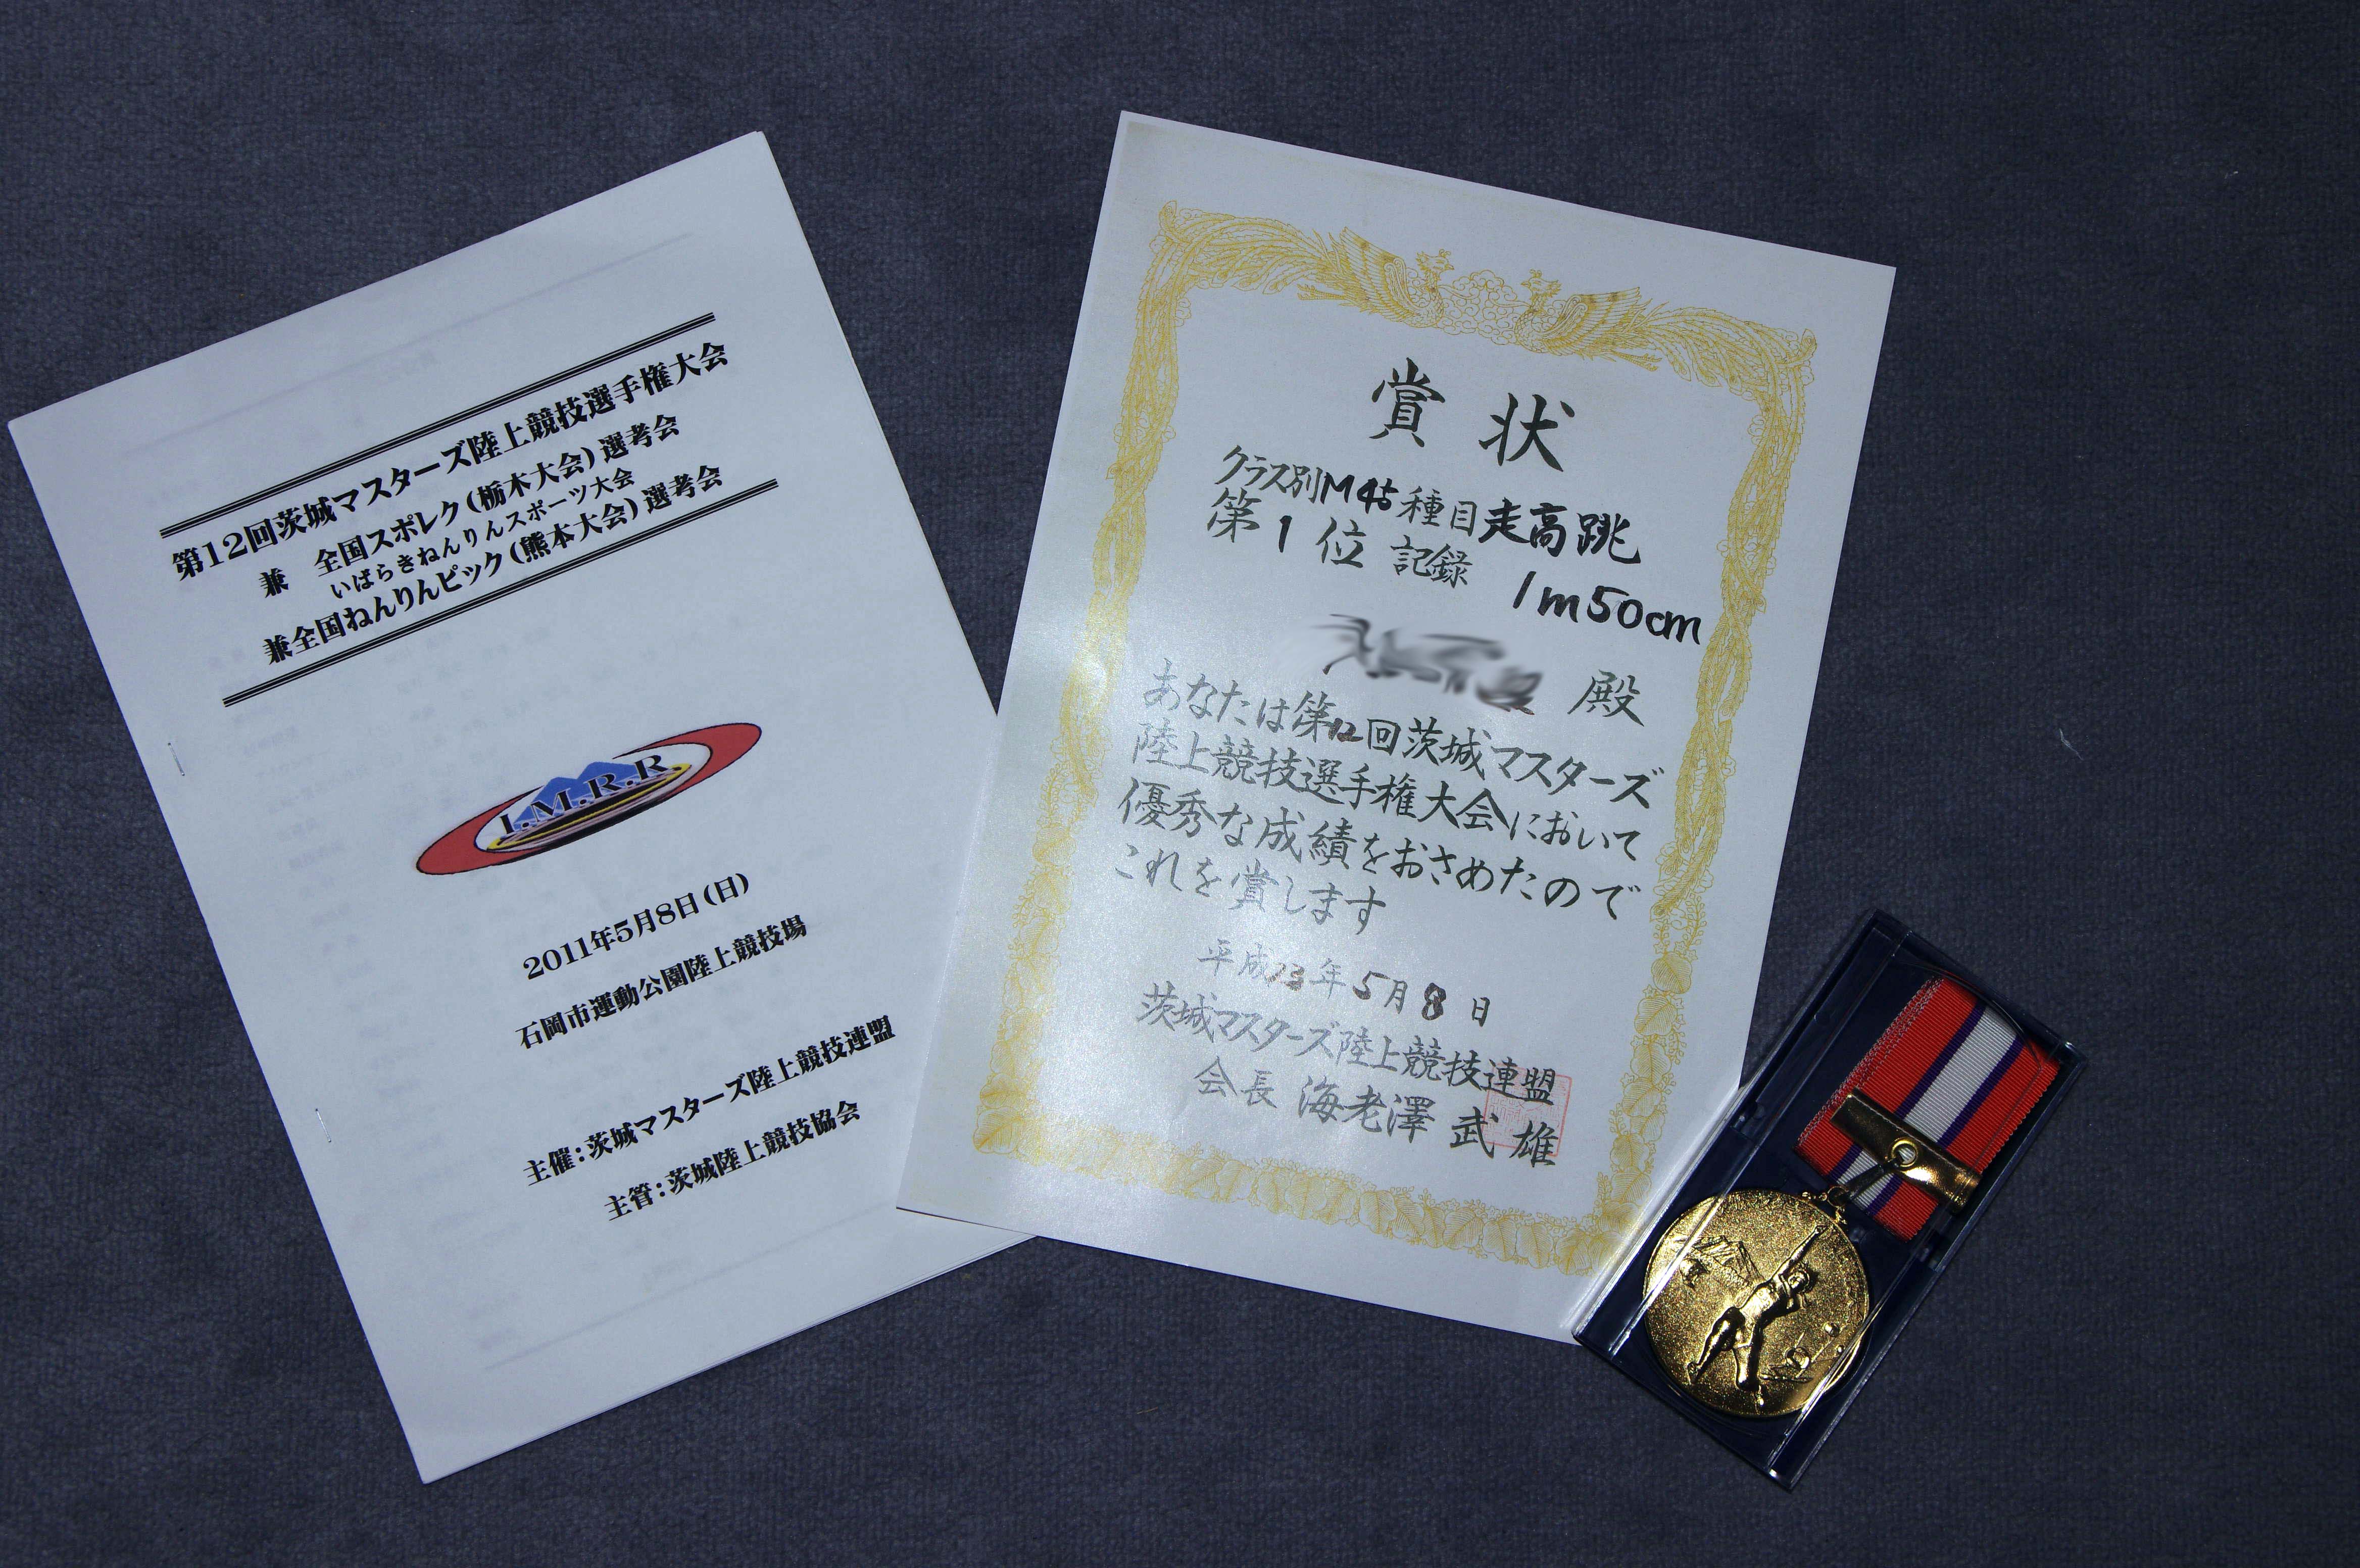 第12回茨城マスターズ陸上競技選手権大会
兼 全国スポレク(栃木大会)選考会
いばらきねんりんスポーツ大会
兼全国ねんりんピック(熊本大会)選考会
I.M.R.R.
2011年5月8日(日)
石岡市運動公園陸上競技場
主催:茨城マスターズ陸上競技連盟
主管:茨城陸上競技協会
賞状
クラス別M45種目走高跳
第1位 記録 1m50cm
殿
あなたは第12回茨城マスターズ
陸上競技選手権大会において
優秀な成績をおさめたので
これを賞します
平成23年5月8日
茨城マスターズ陸上競技連盟
会長 海老澤 武雄